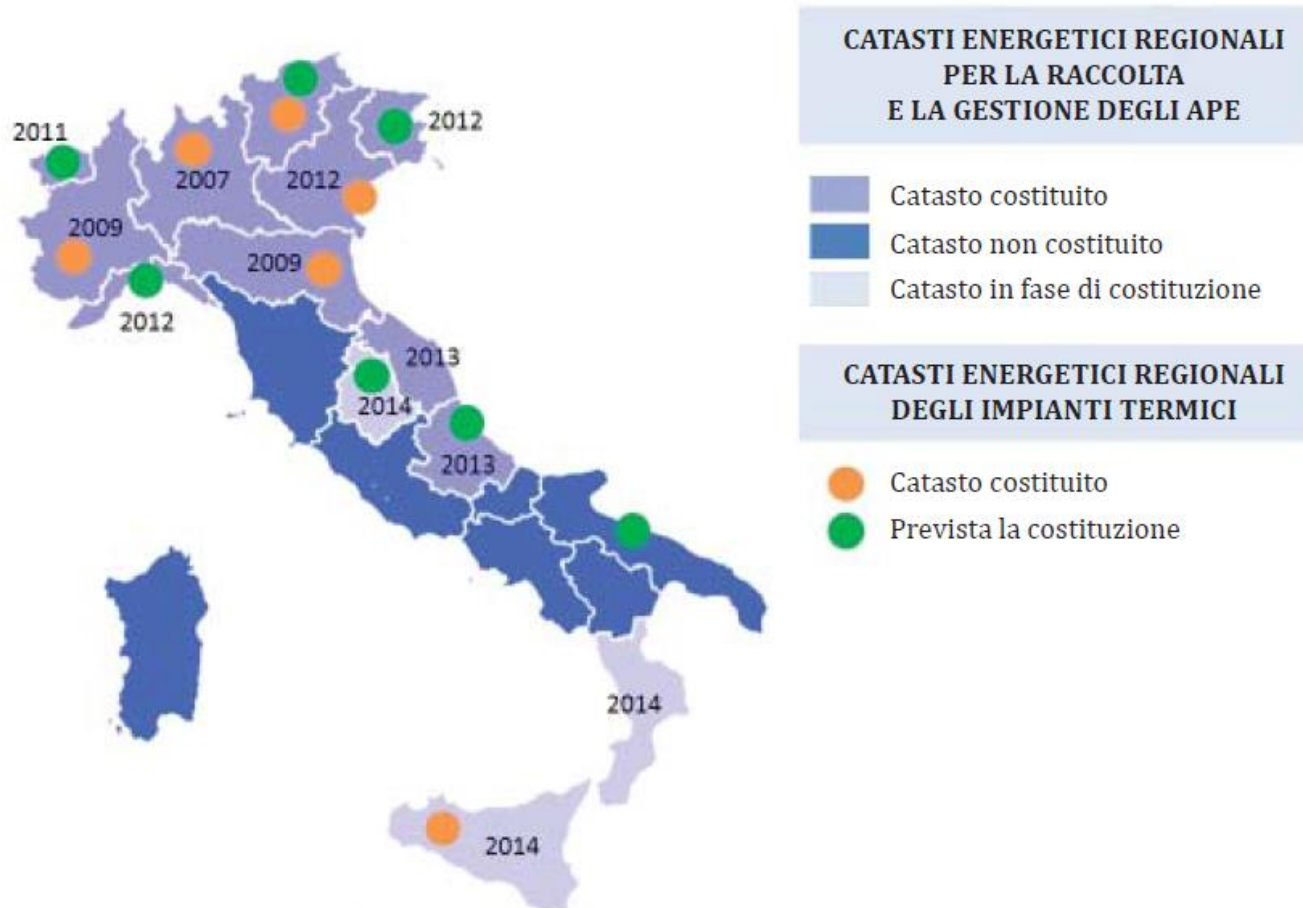 CATASTI ENERGETICI REGIONALI
PER LA RACCOLTA
E LA GESTIONE DEGLI APE
Catasto costituito
Catasto non costituito
Catasto in fase di costituzione
CATASTI ENERGETICI REGIONALI
DEGLI IMPIANTI TERMICI
Catasto costituito
Prevista la costituzione
2011
2012
2007
2012
2009
2009
2012
2013
2014
2013
2014
2014